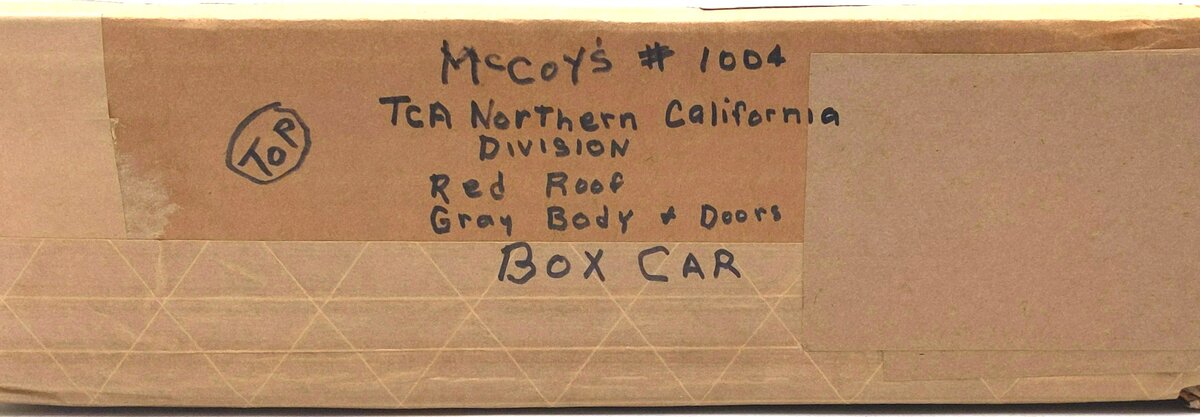 McCoy's # 1004
TCA Northern California
DIVISION
TOP
Red Roof
Gray Body & Doors
BOX CAR